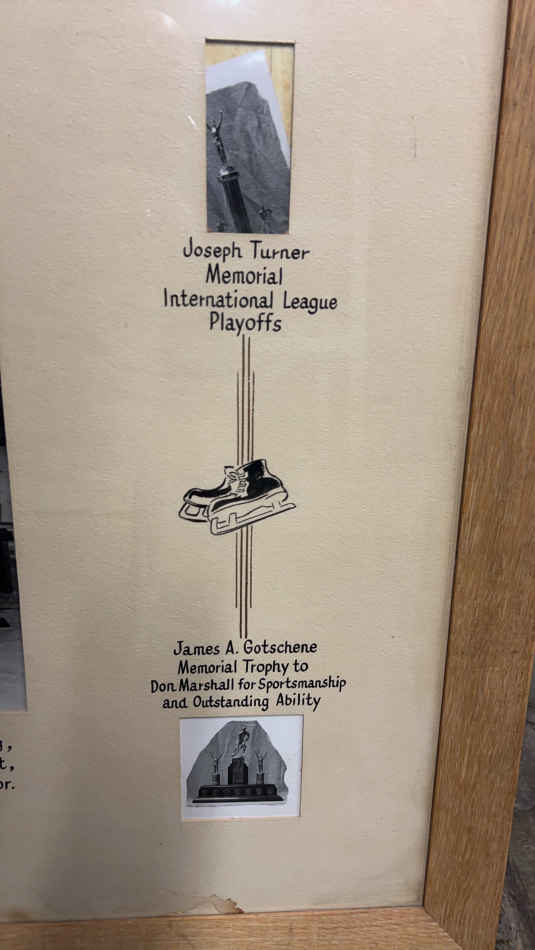 Joseph Turner
Memorial
International League
Playoffs
James A. Gotschene
Memorial Trophy to
Don Marshall for Sportsmanship
and Outstanding Ability